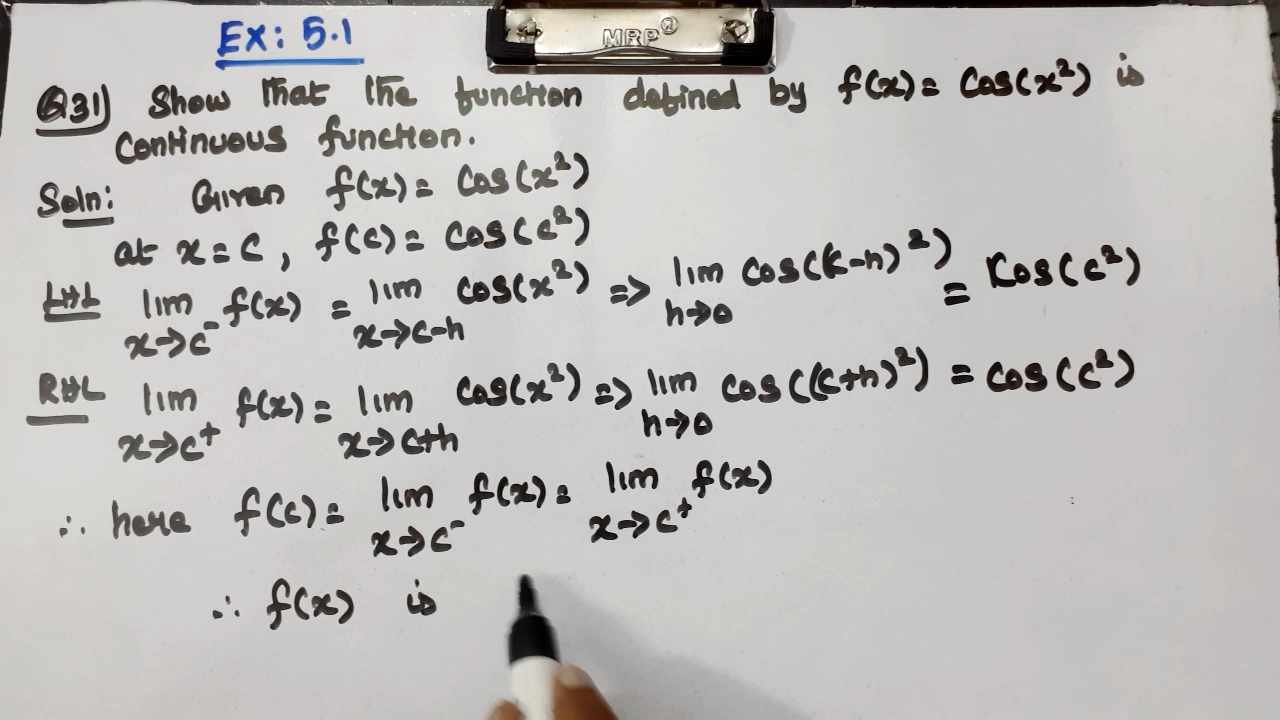 MRP®
Ex: 5.1
Q31) Show that the function defined by f(x) = Cos(x²) is
Continuous function.
Soln: Given f(x) = Cos(x²)
at x = c, f(c) = Cos(c²)
LHL lim x→c⁻ f(x) = lim x→c-h cos(x²) => lim h→0 cos((c-h)²) = Cos(c²)
RHL lim x→c⁺ f(x) = lim x→c+h cos(x²) => lim h→0 cos((c+h)²) = cos(c²)
∴ here f(c) = lim x→c⁻ f(x) = lim x→c⁺ f(x)
∴ f(x) is